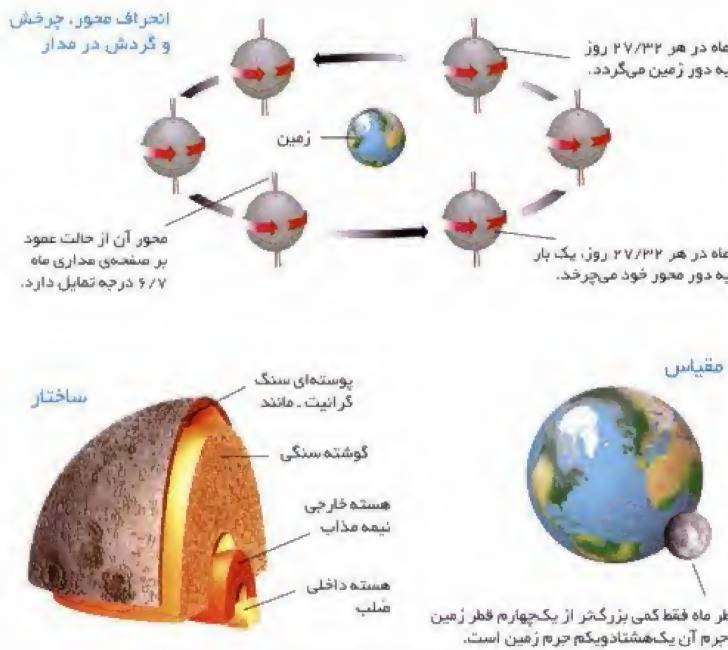 انحراف محور، چرخش
و گردش در مدار
ماه در هر ۲۷/۳۲ روز
به دور زمین می‌گردد.
زمین
محور آن از حالت عمود
بر صفحه‌ی مداری ماه
۶/۷ درجه تمایل دارد.
ماه در هر ۲۷/۳۲ روز، یک بار
به دور محور خود می‌چرخد.
ساختار
پوسته‌ای سنگ
گرانیت ـ مانند
گوشته سنگی
هسته خارجی
نیمه مذاب
هسته داخلی
صُلب
مقیاس
طر ماه فقط کمی بزرگ‌تر از یک‌چهارم قطر زمین
جرم آن یک‌هشتادویکم جرم زمین است.